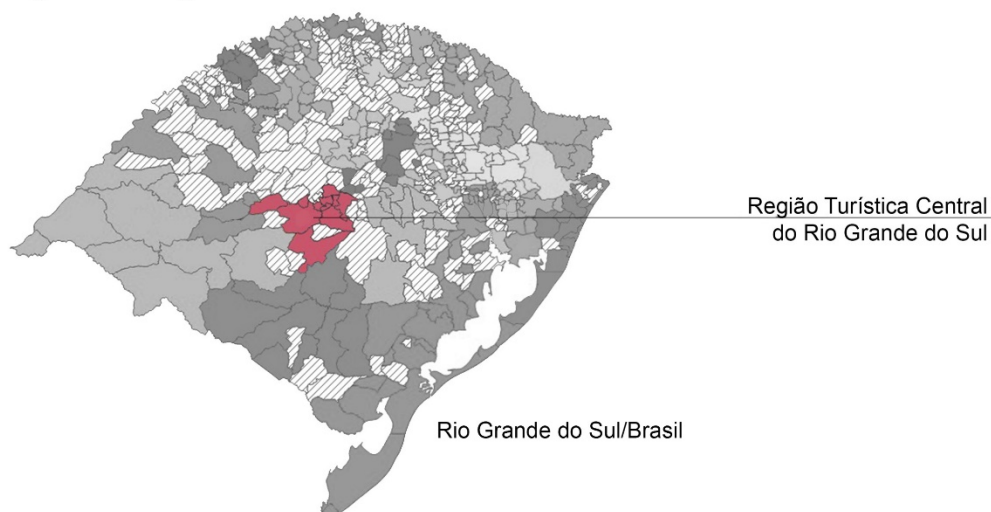 Região Turística Central
do Rio Grande do Sul
Rio Grande do Sul/Brasil